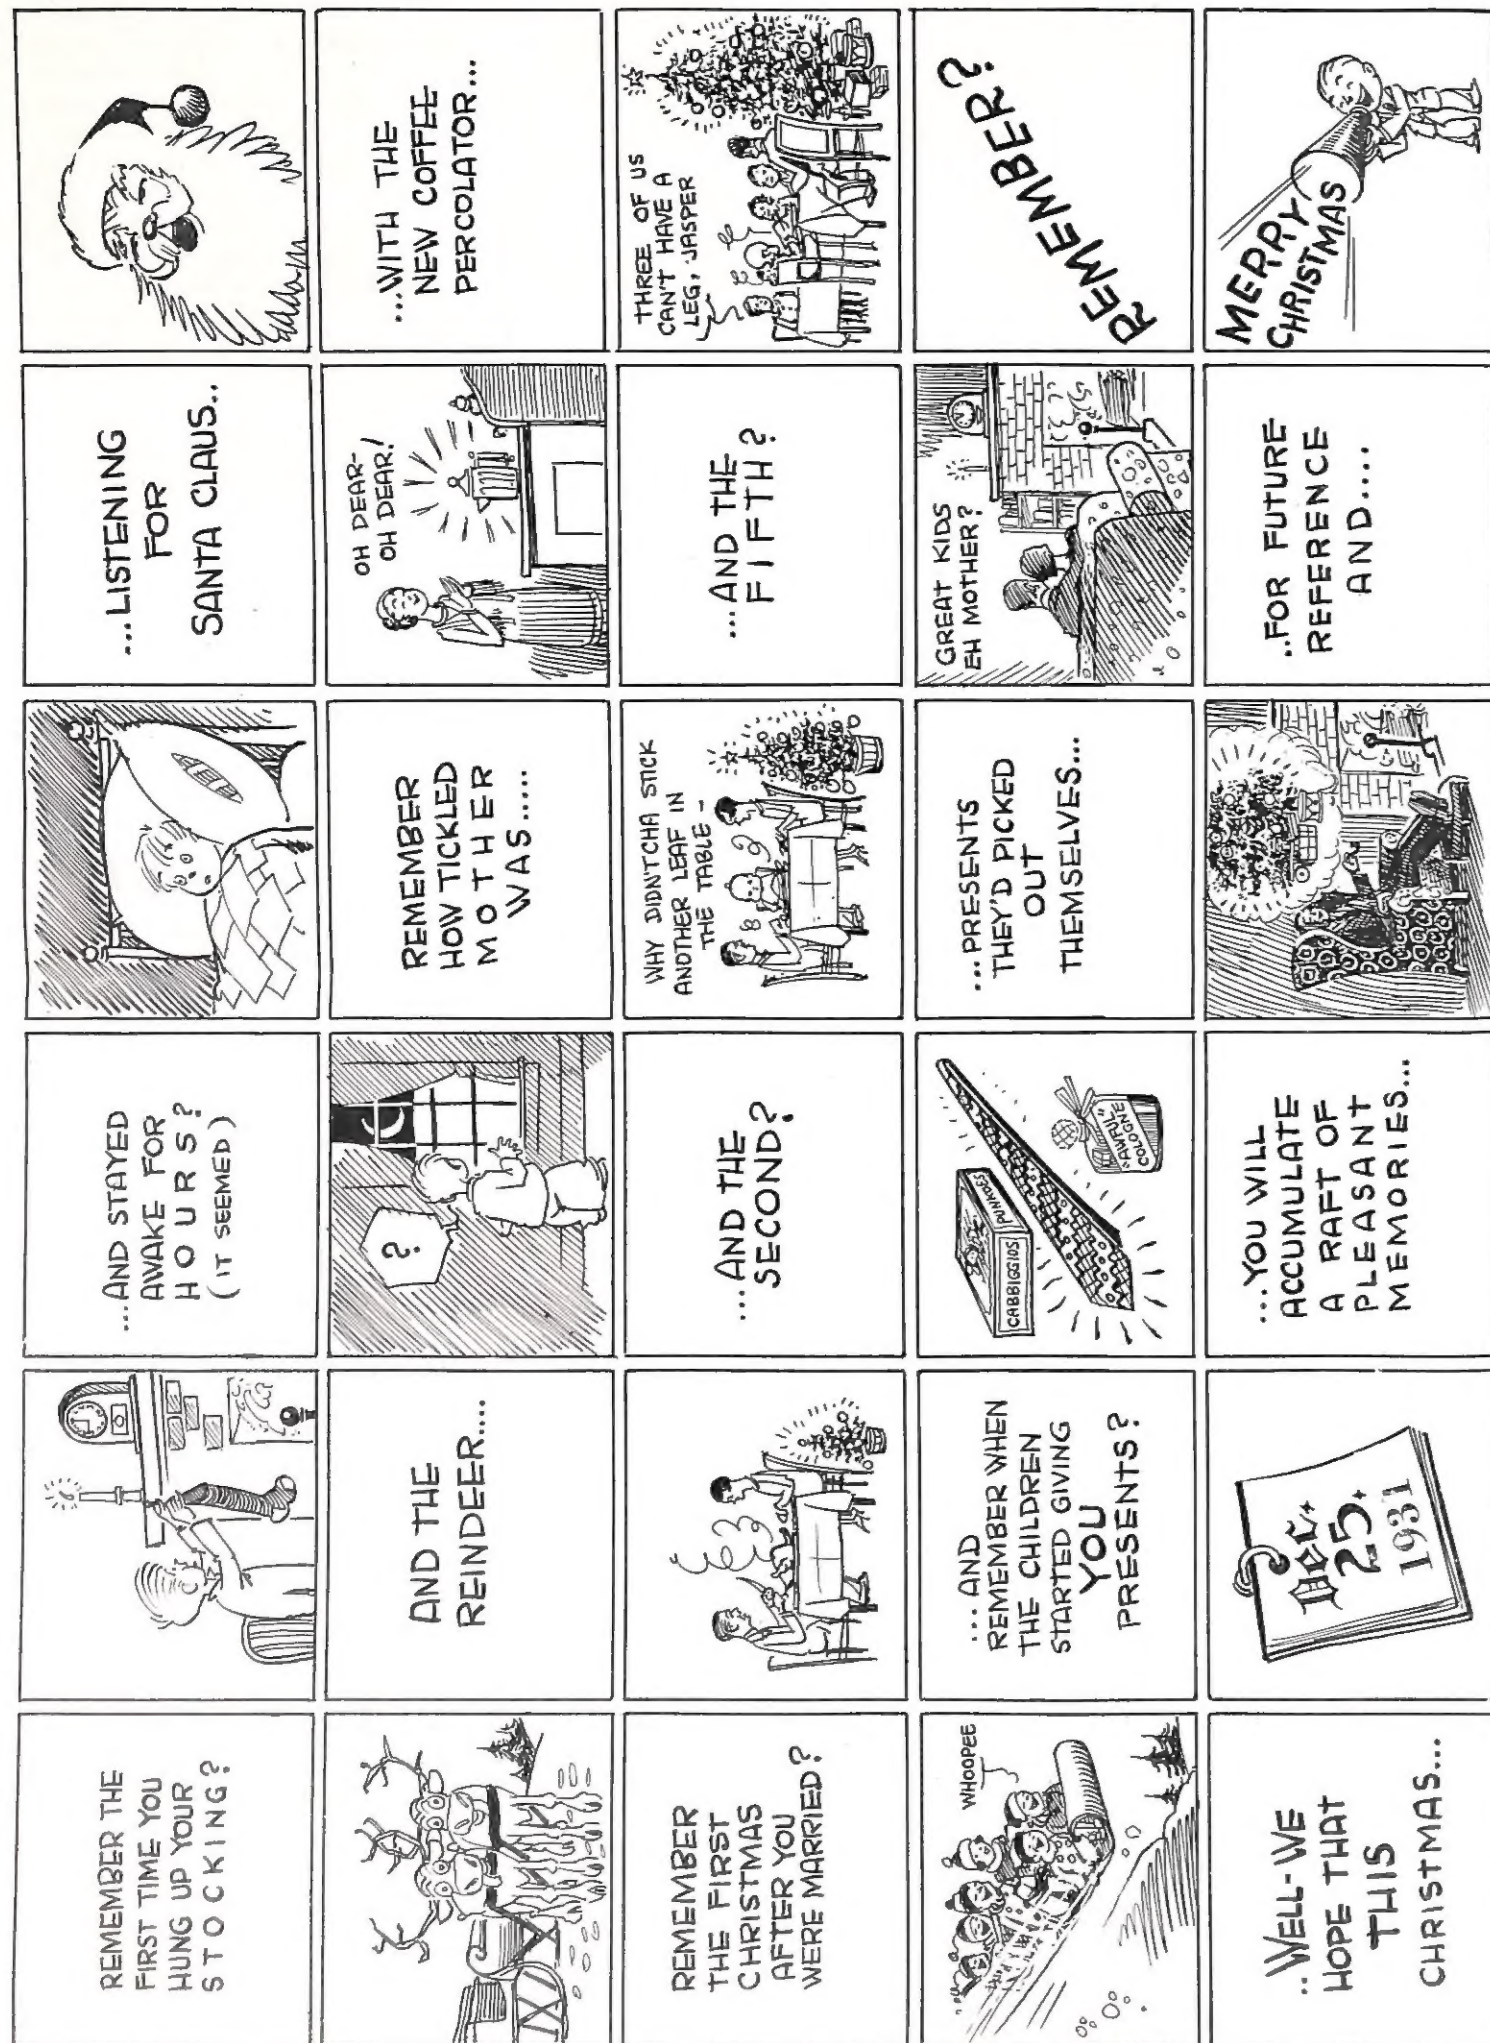 REMEMBER THE
FIRST TIME YOU
HUNG UP YOUR
STOCKING?
...AND STAYED
AWAKE FOR
HOURS?
(IT SEEMED)
...LISTENING
FOR
SANTA CLAUS..
AND THE
REINDEER....
?
REMEMBER
HOW TICKLED
MOTHER
WAS.....
OH DEAR-
OH DEAR!
...WITH THE
NEW COFFEE
PERCOLATOR...
REMEMBER
THE FIRST
CHRISTMAS
AFTER YOU
WERE MARRIED?
...AND THE
SECOND?
WHY DIDN'TCHA STICK
ANOTHER LEAF IN
THE TABLE -
...AND THE
FIFTH?
THREE OF US
CAN'T HAVE A
LEG, JASPER
WHOOPEE
...AND
REMEMBER WHEN
THE CHILDREN
STARTED GIVING
YOU
PRESENTS?
CABBIGGIOS
PUNKDES
"AWFUL"
COLOGNE
...PRESENTS
THEY'D PICKED
OUT
THEMSELVES...
GREAT KIDS
EH MOTHER?
REMEMBER?
..WELL-WE
HOPE THAT
THIS
CHRISTMAS...
DEC.
25.
1931
...YOU WILL
ACCUMULATE
A RAFT OF
PLEASANT
MEMORIES...
..FOR FUTURE
REFERENCE
AND....
MERRY
CHRISTMAS